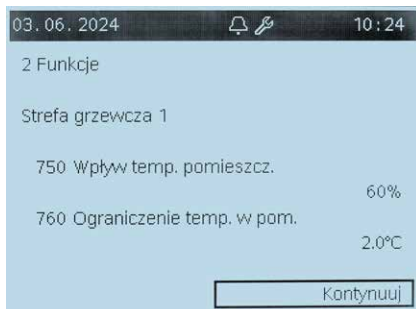 03.06.2024 10:24
2 Funkcje
Strefa grzewcza 1
750 Wpływ temp. pomieszcz.
60%
760 Ograniczenie temp. w pom.
2.0°C
Kontynuuj